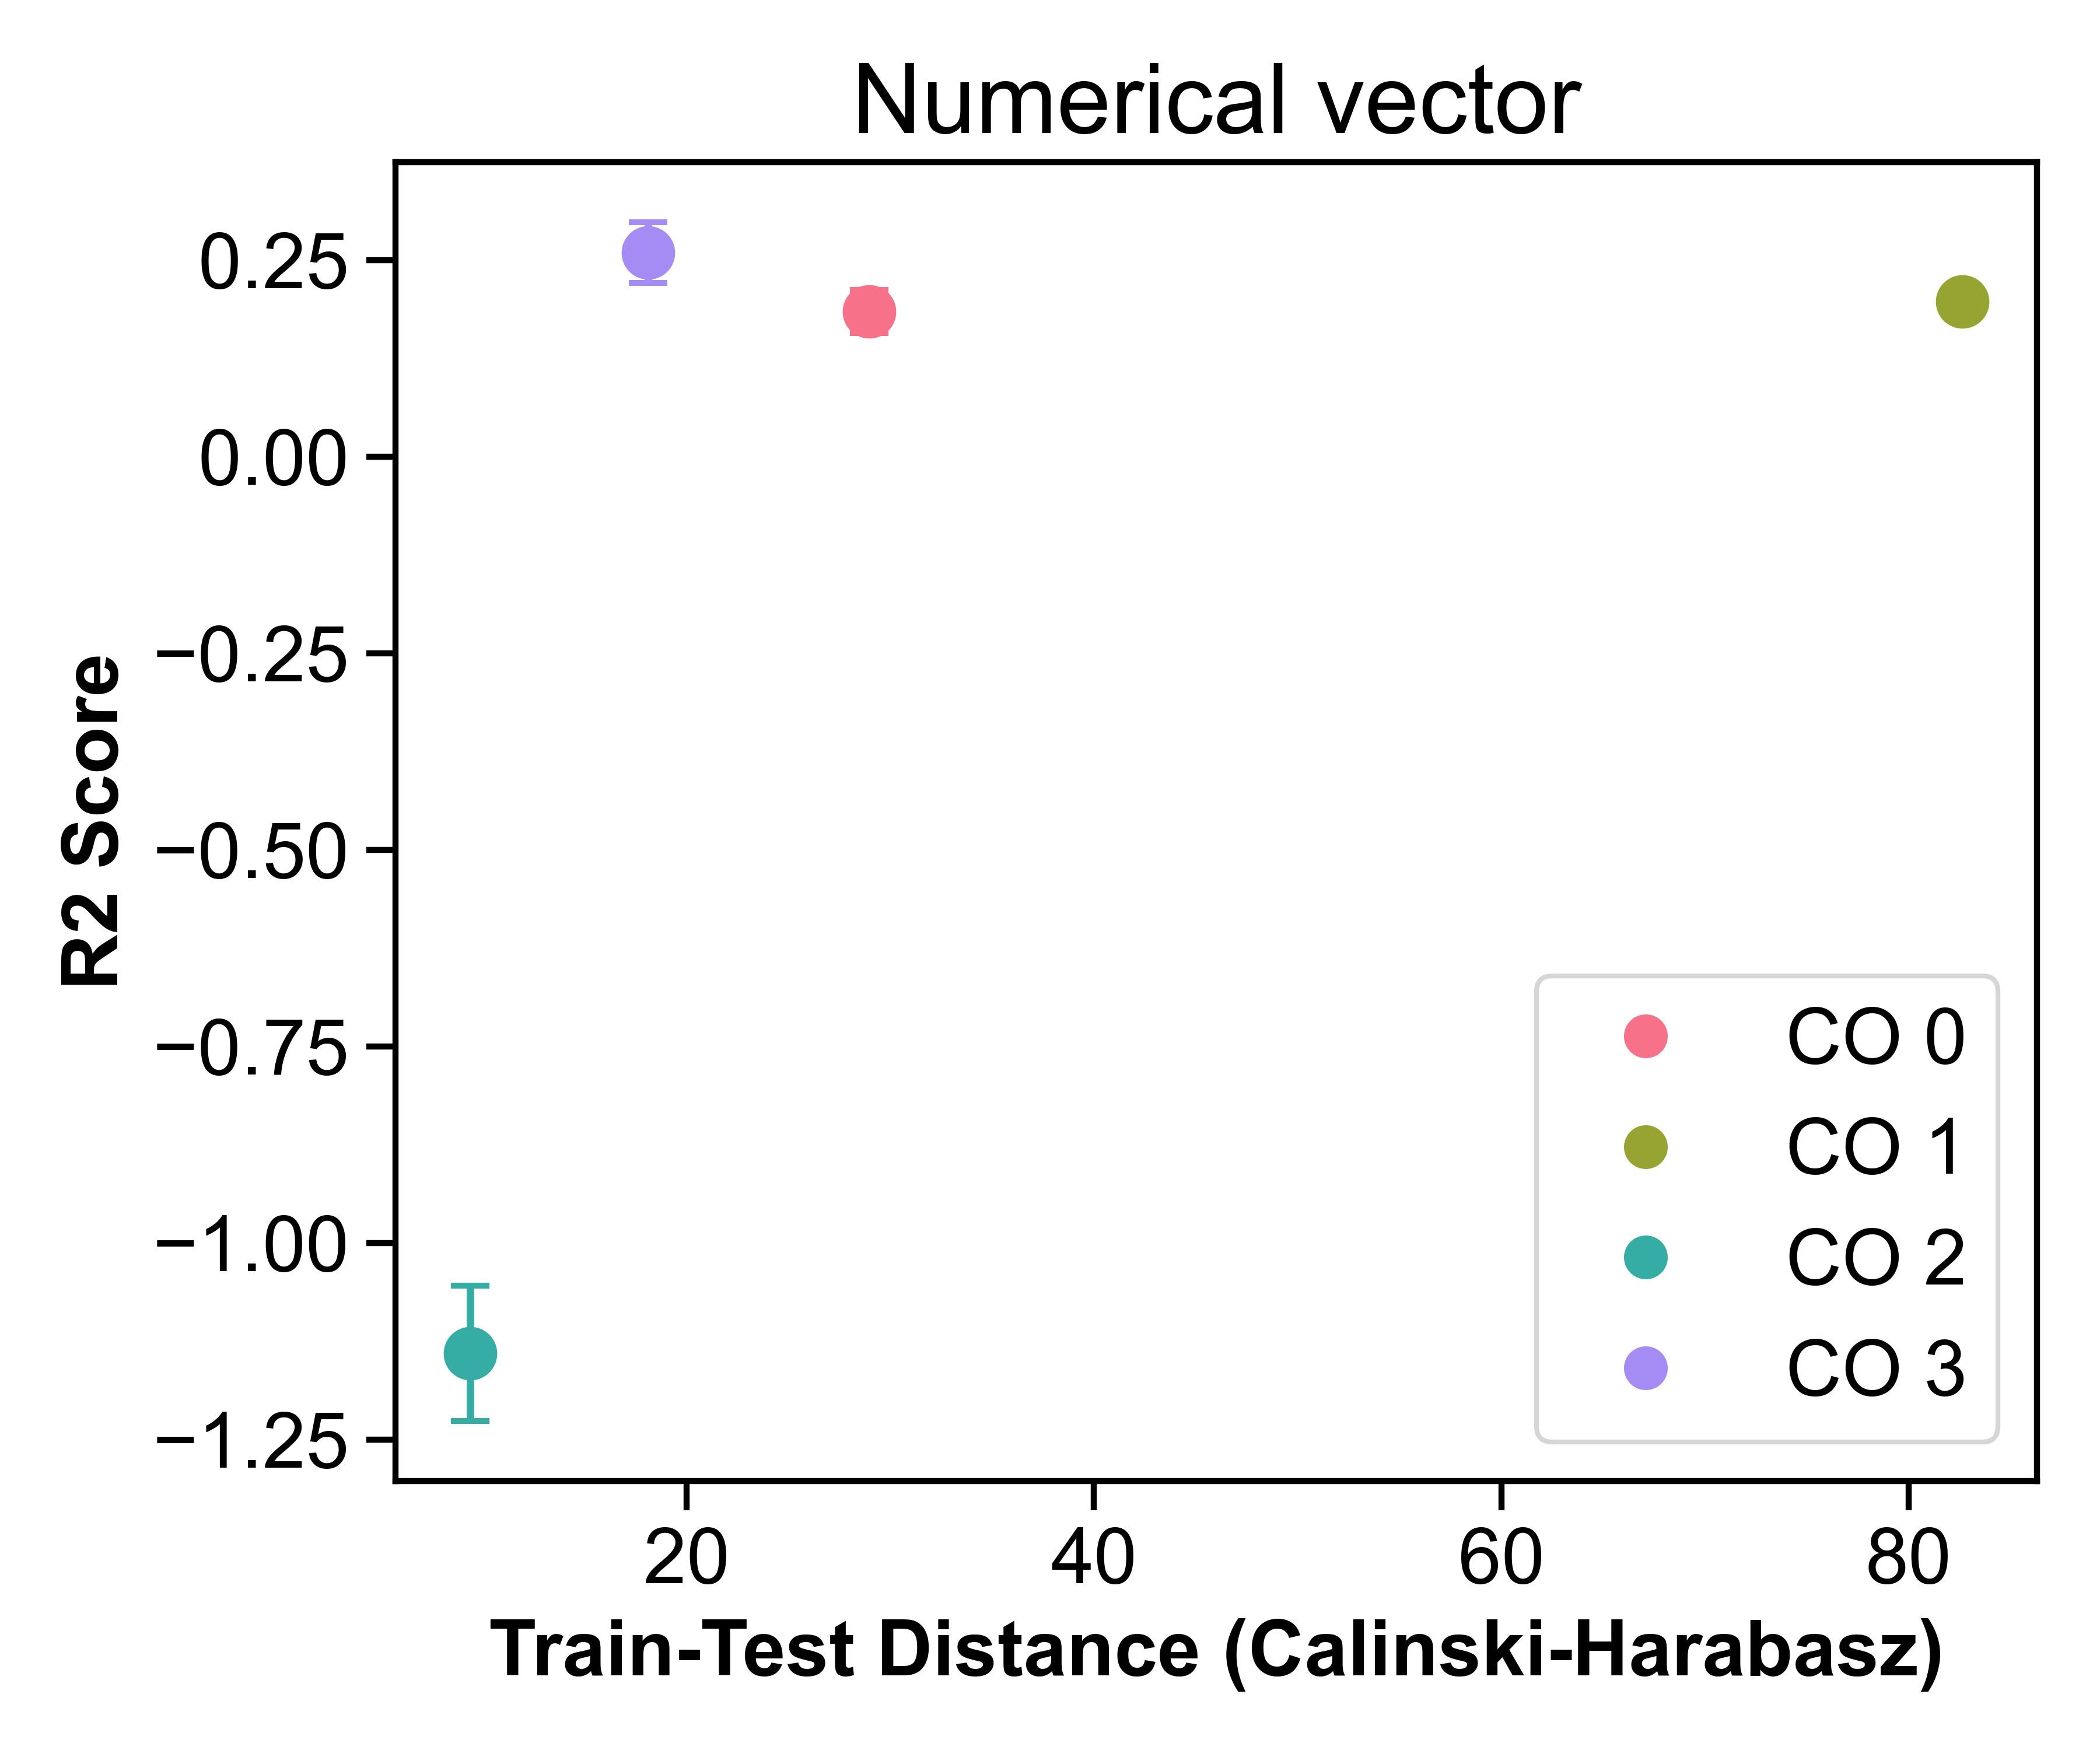 Numerical vector
0.25
0.00
−0.25
−0.50
−0.75
−1.00
−1.25
R2 Score
CO 0
CO 1
CO 2
CO 3
20 40 60 80
Train-Test Distance (Calinski-Harabasz)